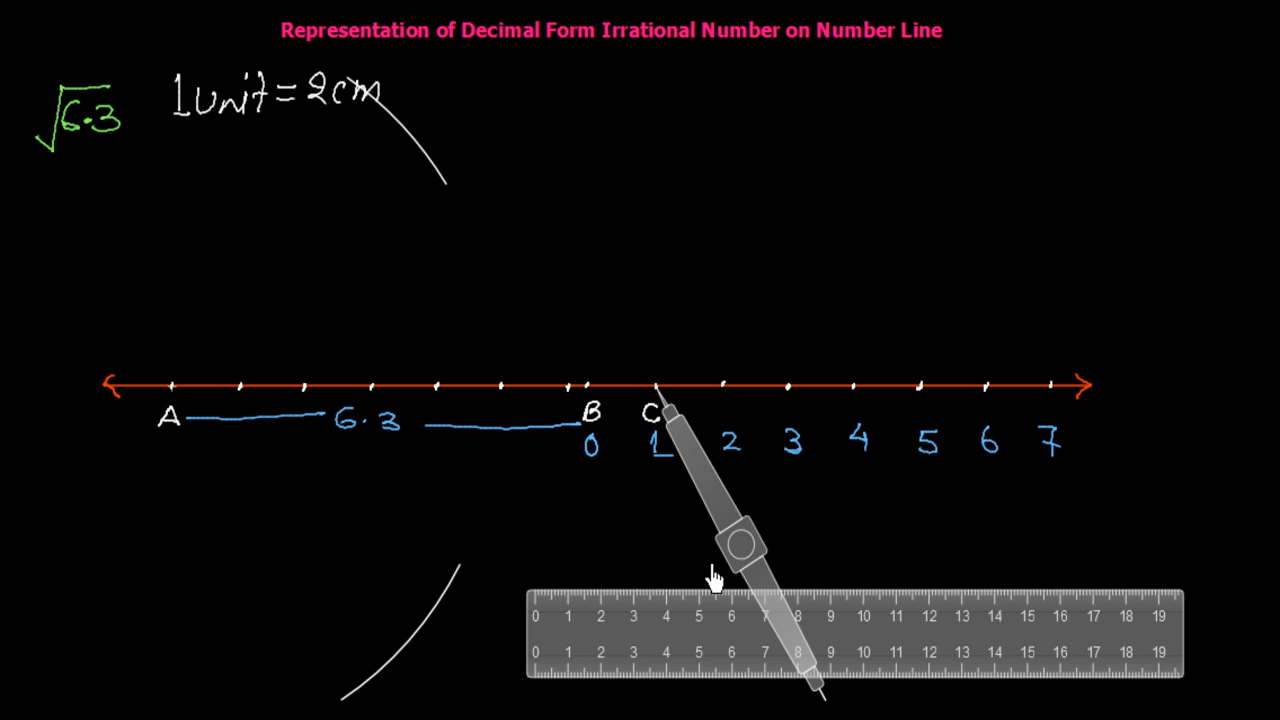 Representation of Decimal Form Irrational Number on Number Line
√6.3 1 Unit = 2cm
A 6.3 B C
0 1 2 3 4 5 6 7
0 1 2 3 4 5 6 7 8 9 10 11 12 13 14 15 16 17 18 19
0 1 2 3 4 5 6 7 8 9 10 11 12 13 14 15 16 17 18 19